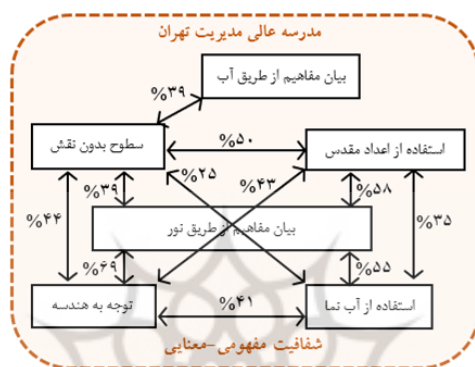 مدرسه عالی مدیریت تهران
بیان مفاهیم از طریق آب
%۳۹
سطوح بدون نقش
%۵۰
استفاده از اعداد مقدس
%۳۹
%۲۵
%۴۳
%۵۸
%۴۴
بیان مفاهیم از طریق نور
%۳۵
%۶۹
%۵۵
توجه به هندسه
%۴۱
استفاده از آب نما
شفافیت مفهومی-معنایی